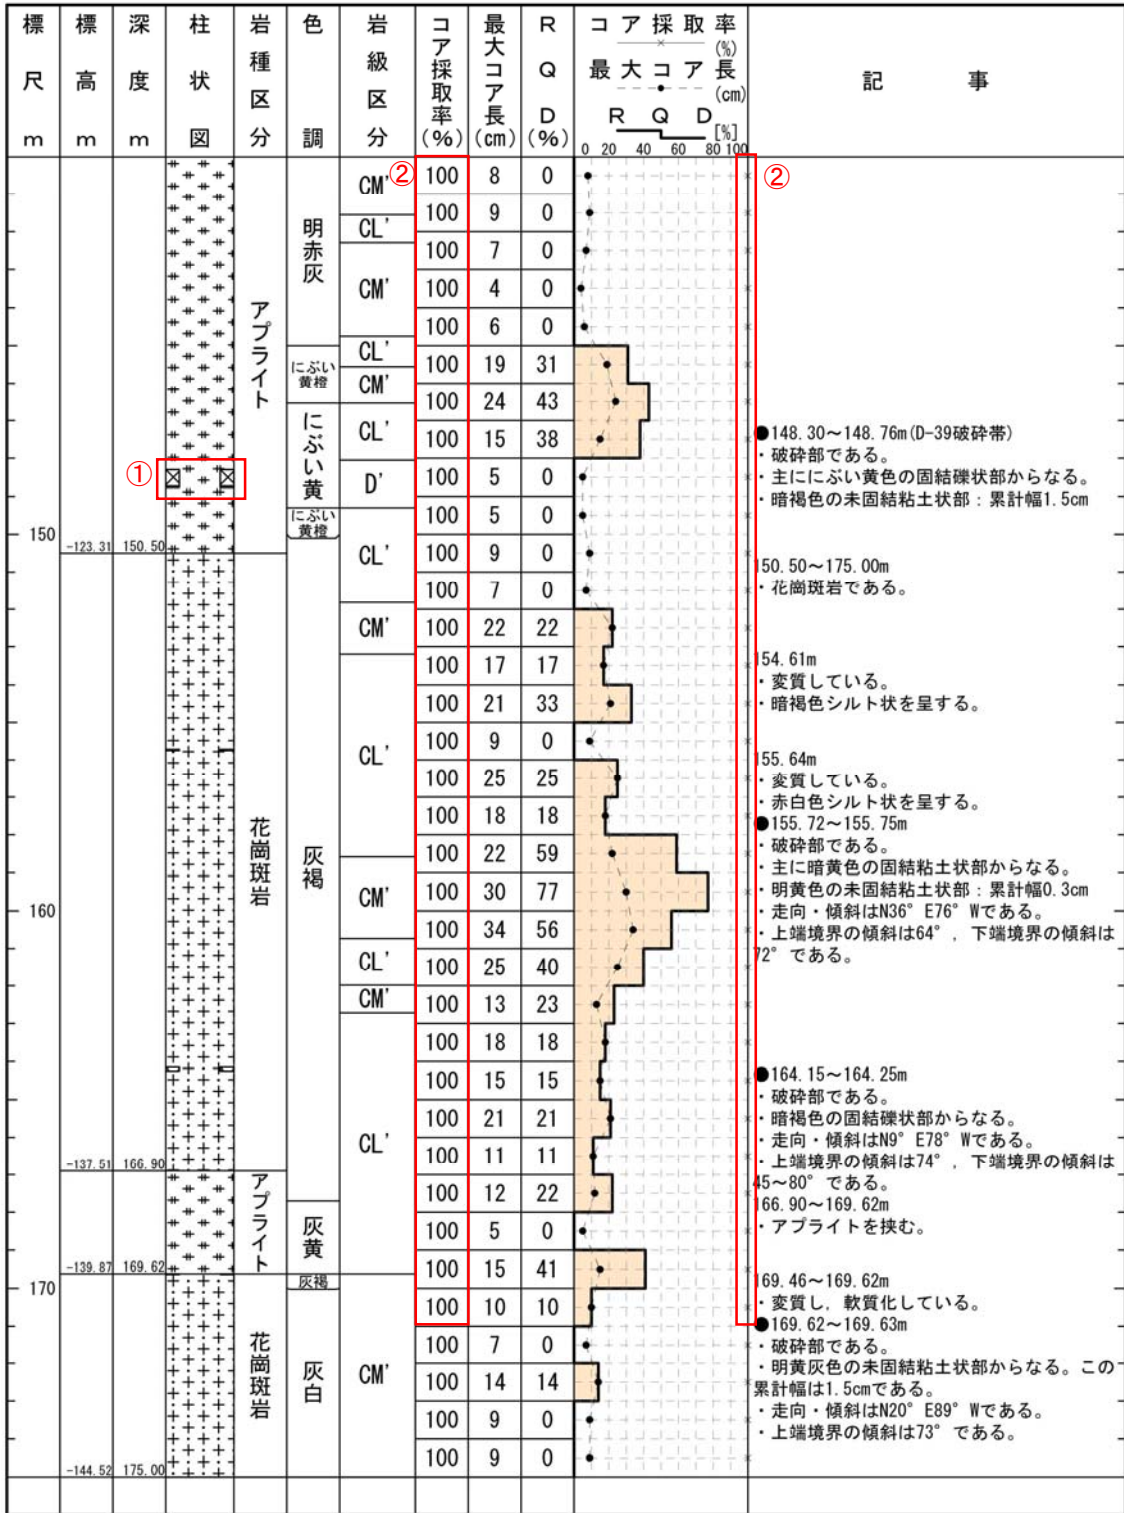 標尺 m
標高 m
深度 m
柱状図
岩種区分
色調
岩級区分
コア採取率(%)
最大コア長(cm)
RQD(%)
コア採取率(%)
最大コア長(cm)
RQD[%]
0 20 40 60 80 100
記事
②
②
①
アプライト
花崗斑岩
アプライト
花崗斑岩
明赤灰
にぶい黄橙
にぶい黄
にぶい黄橙
灰褐
灰黄
灰褐
灰白
CM'
CL'
CM'
CL'
CM'
CL'
D'
CL'
CM'
CL'
CM'
CL'
CM'
CL'
CM'
150
160
170
-123.31 150.50
-137.51 166.90
-139.87 169.62
-144.52 175.00
100 8 0
100 9 0
100 7 0
100 4 0
100 6 0
100 19 31
100 24 43
100 15 38
100 5 0
100 5 0
100 9 0
100 7 0
100 22 22
100 17 17
100 21 33
100 9 0
100 25 25
100 18 18
100 22 59
100 30 77
100 34 56
100 25 40
100 13 23
100 18 18
100 15 15
100 21 21
100 11 11
100 12 22
100 5 0
100 15 41
100 10 10
100 7 0
100 14 14
100 9 0
100 9 0
●148.30～148.76m(D-39破砕帯)
・破砕部である。
・主ににぶい黄色の固結礫状部からなる。
・暗褐色の未固結粘土状部：累計幅1.5cm
150.50～175.00m
・花崗斑岩である。
154.61m
・変質している。
・暗褐色シルト状を呈する。
155.64m
・変質している。
・赤白色シルト状を呈する。
●155.72～155.75m
・破砕部である。
・主に暗黄色の固結粘土状部からなる。
・明黄色の未固結粘土状部：累計幅0.3cm
・走向・傾斜はN36°E76°Wである。
・上端境界の傾斜は64°，下端境界の傾斜は
72°である。
●164.15～164.25m
・破砕部である。
・暗褐色の固結礫状部からなる。
・走向・傾斜はN9°E78°Wである。
・上端境界の傾斜は74°，下端境界の傾斜は
45～80°である。
166.90～169.62m
・アプライトを挟む。
169.46～169.62m
・変質し，軟質化している。
●169.62～169.63m
・破砕部である。
・明黄灰色の未固結粘土状部からなる。この
累計幅は1.5cmである。
・走向・傾斜はN20°E89°Wである。
・上端境界の傾斜は73°である。